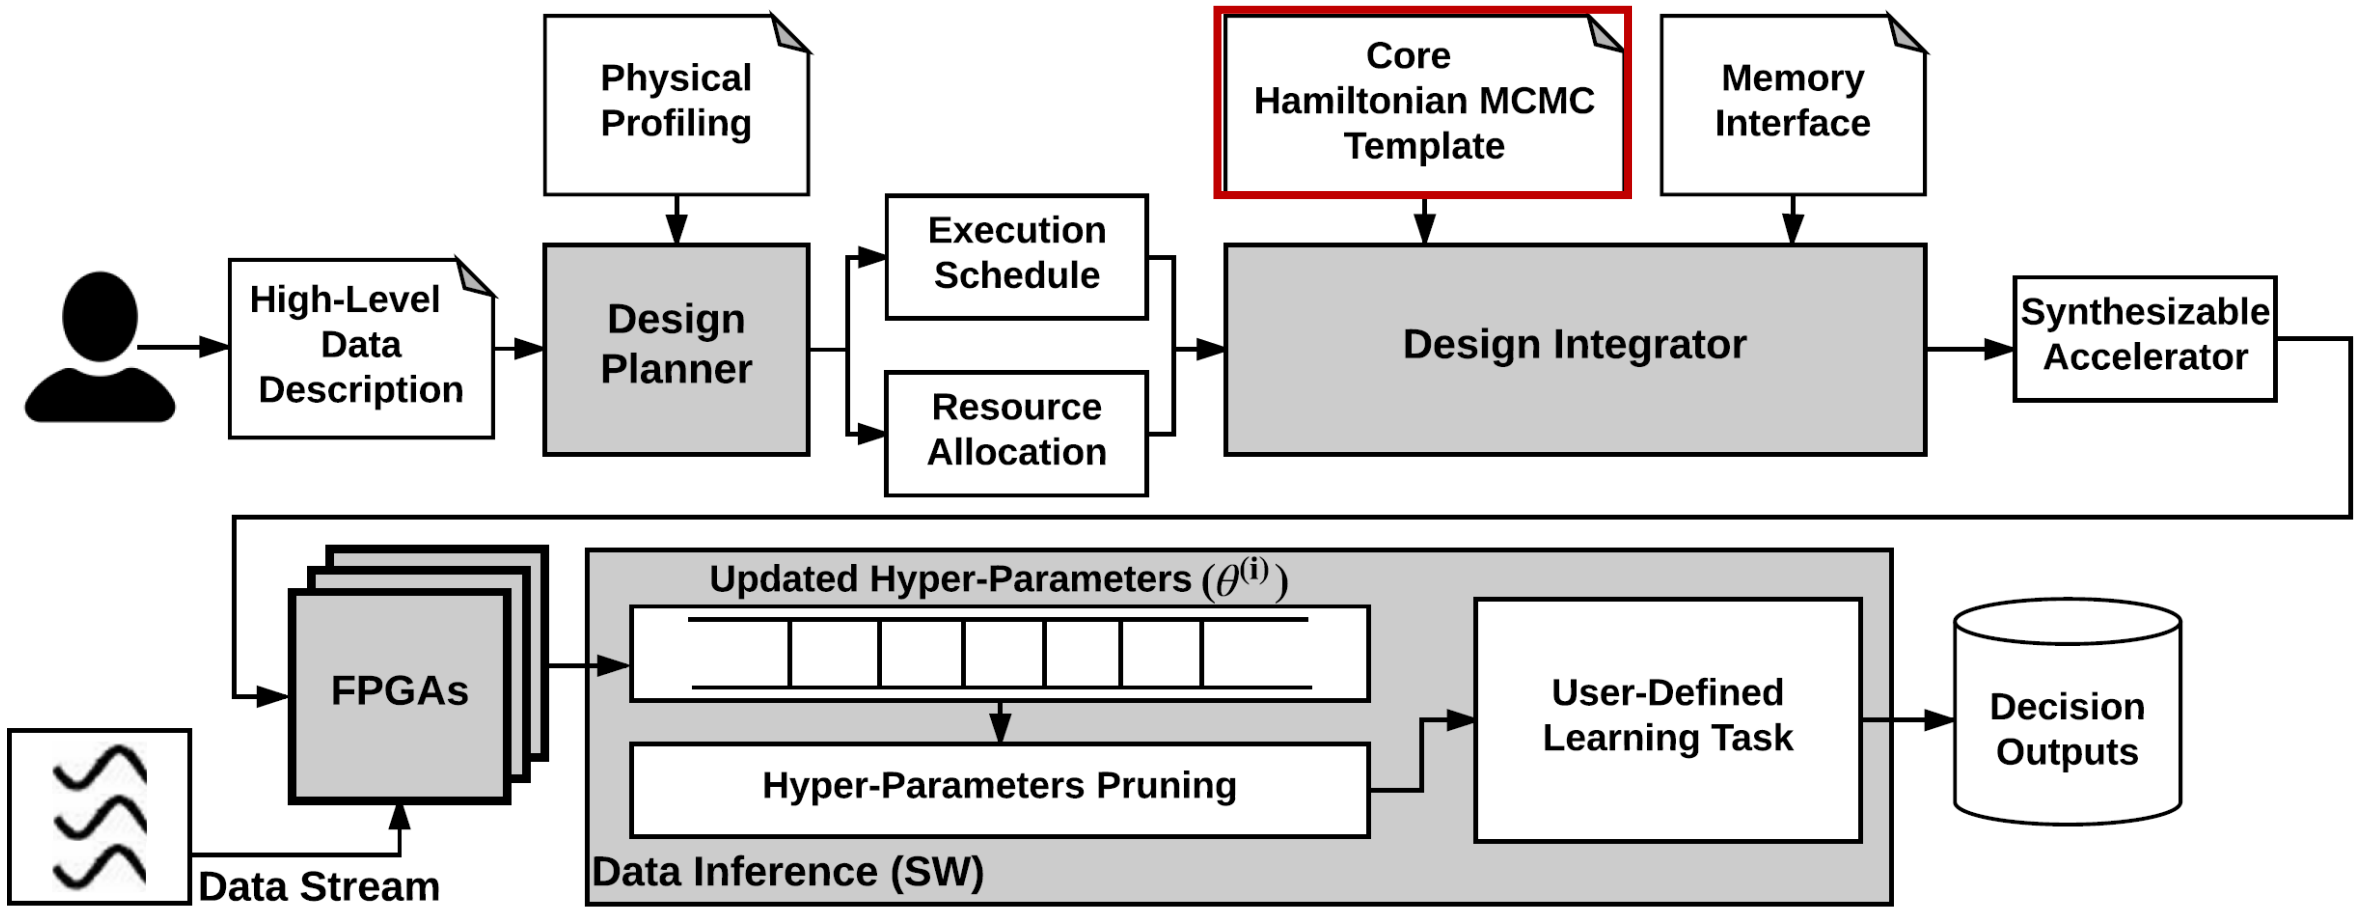 Physical
Profiling
Core
Hamiltonian MCMC
Template
Memory
Interface
High-Level
Data
Description
Design
Planner
Execution
Schedule
Resource
Allocation
Design Integrator
Synthesizable
Accelerator
FPGAs
Data Stream
Updated Hyper-Parameters (θ⁽ⁱ⁾)
Hyper-Parameters Pruning
Data Inference (SW)
User-Defined
Learning Task
Decision
Outputs